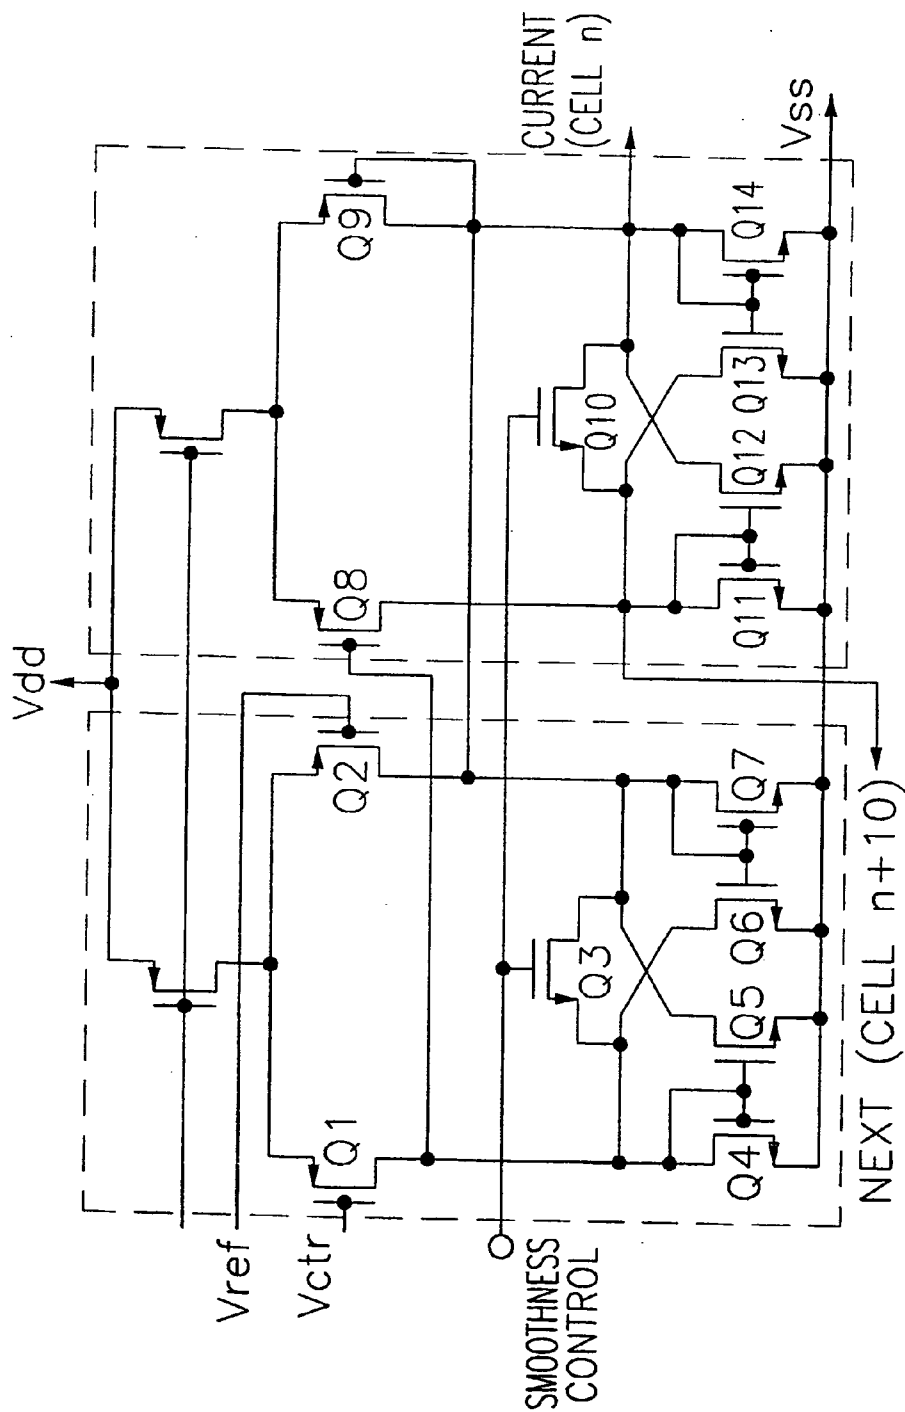 Vdd
CURRENT
(CELL n)
Vss
Vref
Vctr
SMOOTHNESS
CONTROL
NEXT (CELL n+10)
Q1
Q2
Q8
Q9
Q3
Q10
Q4
Q5
Q6
Q7
Q11
Q12
Q13
Q14